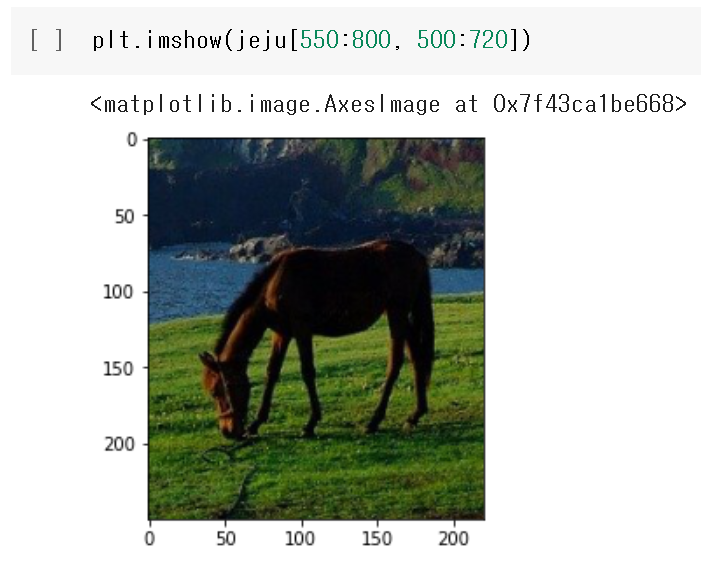 [ ] plt.imshow(jeju[550:800, 500:720])
<matplotlib.image.AxesImage at 0x7f43ca1be668>
0
50
100
150
200
0 50 100 150 200